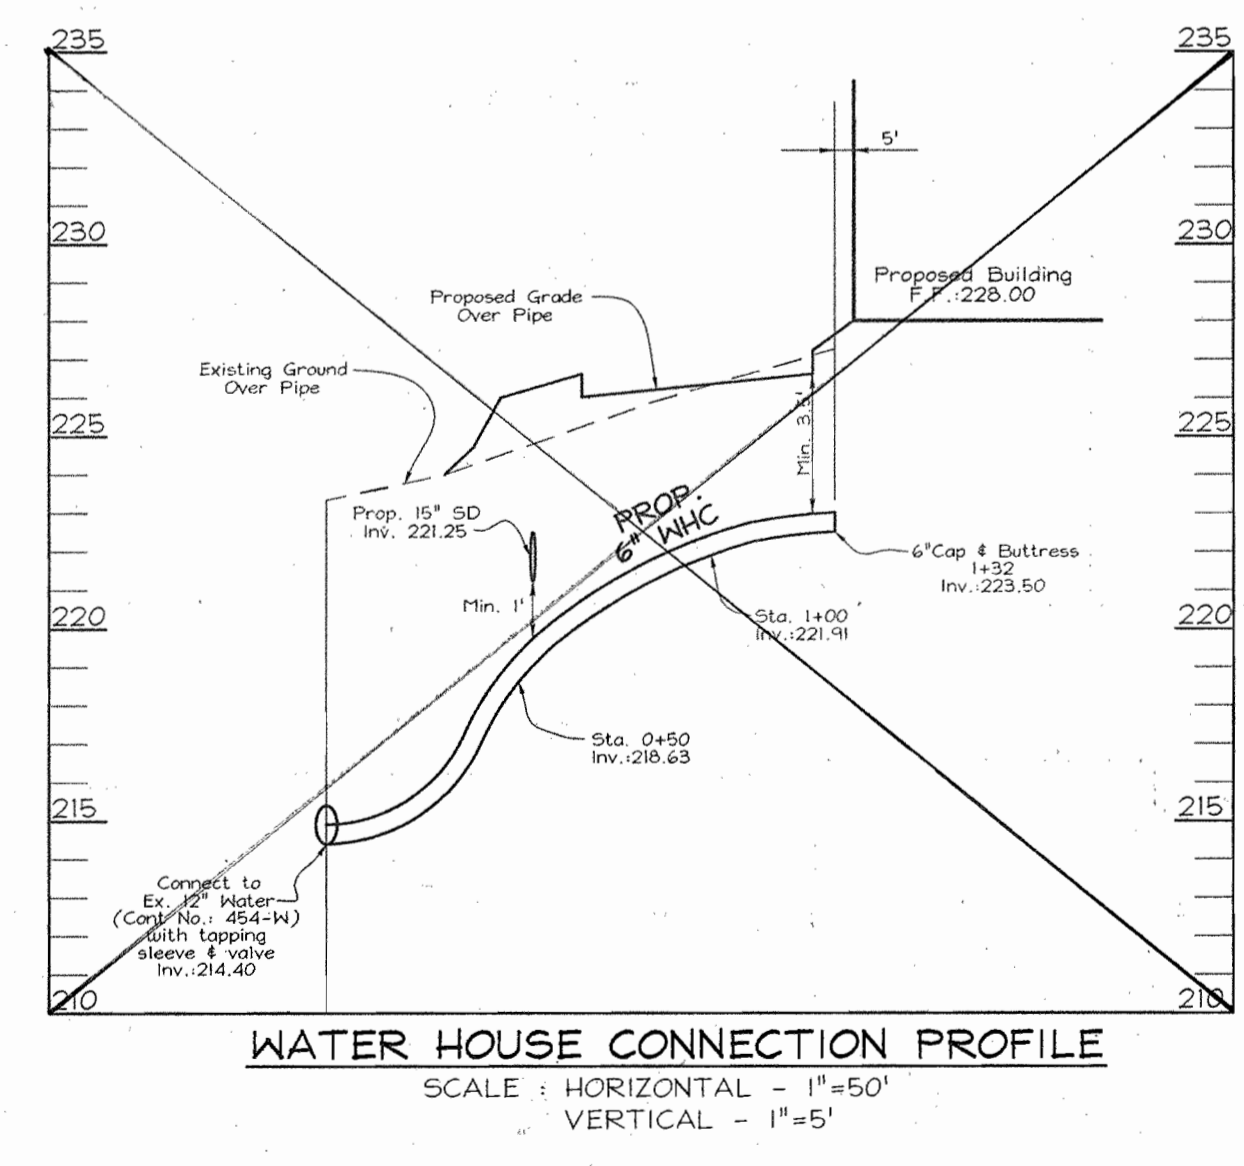 235
235
5'
230
230
Proposed Building
F.F.:228.00
Proposed Grade
Over Pipe
Existing Ground
Over Pipe
225
225
Min. 3.5'
Prop. 15" SD
Inv. 221.25
PROP.
6" WHC
6"Cap & Buttress
1+32
Inv.:223.50
Min. 1'
220
220
Sta. 1+00
Inv.:221.91
Sta. 0+50
Inv.:218.63
215
215
Connect to
Ex. 12" Water
(Cont No.: 454-W)
with tapping
sleeve & valve
Inv.:214.40
210
210
WATER HOUSE CONNECTION PROFILE
SCALE : HORIZONTAL - 1"=50'
VERTICAL - 1"=5'